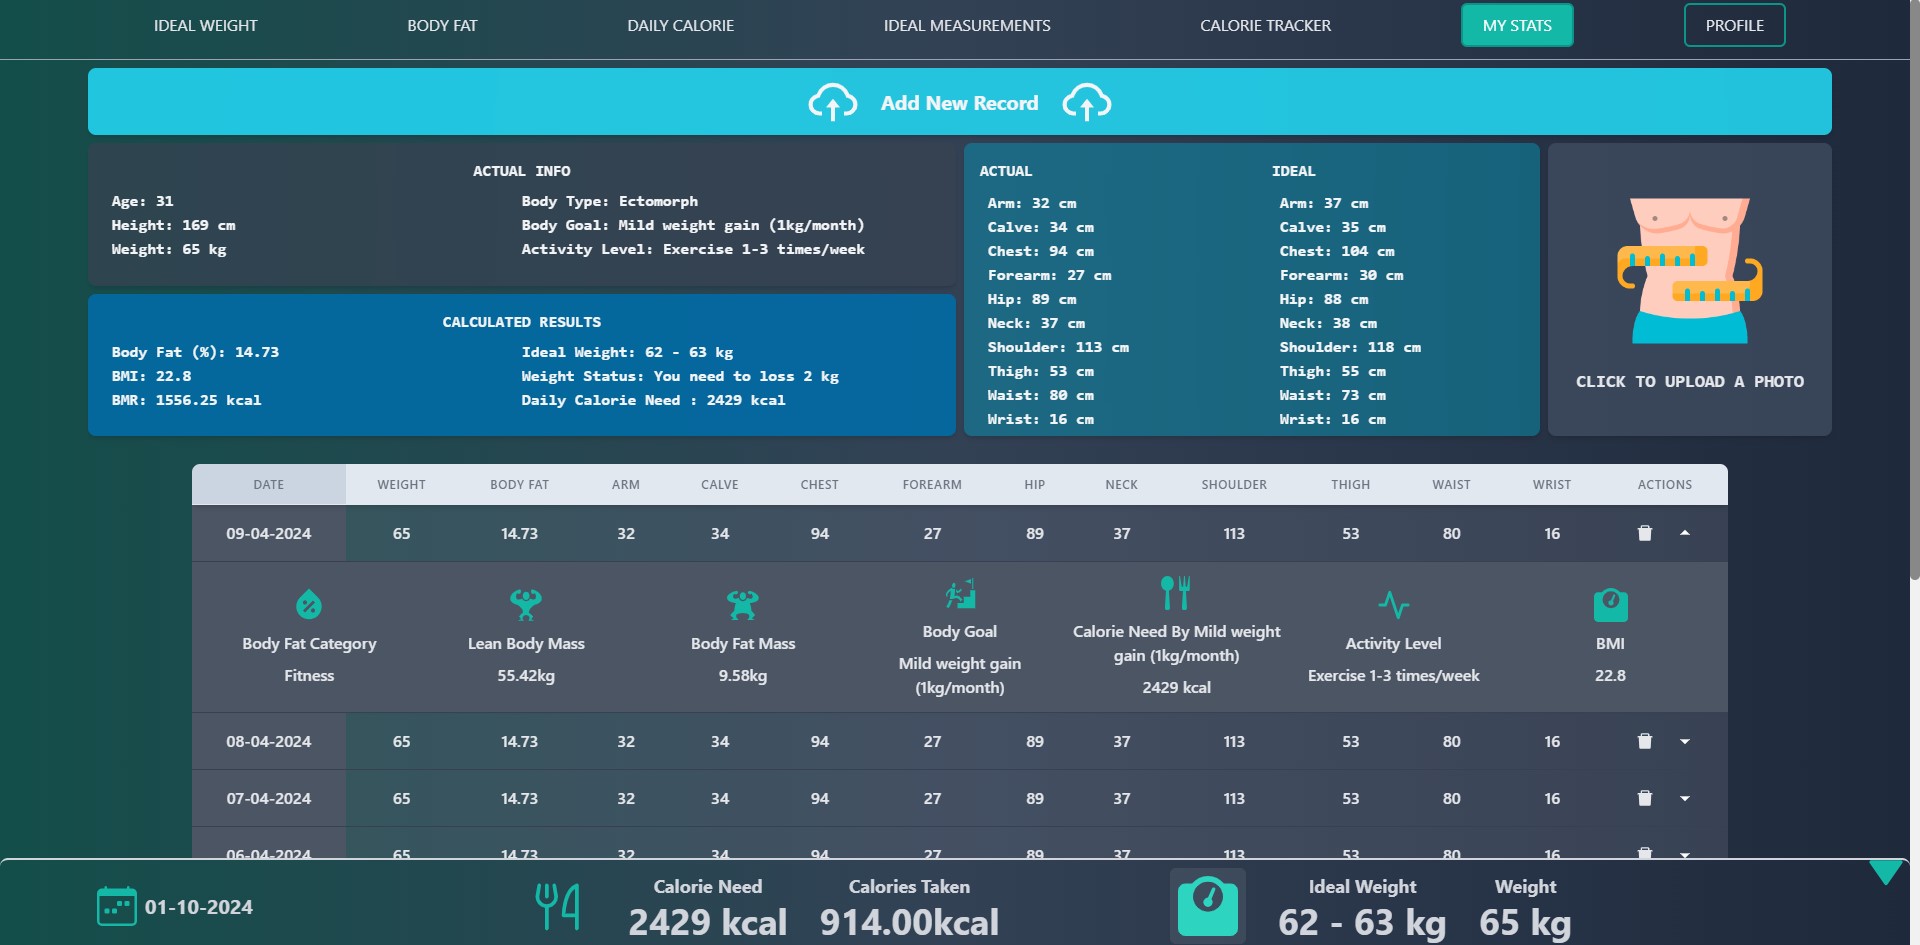 IDEAL WEIGHT BODY FAT DAILY CALORIE IDEAL MEASUREMENTS CALORIE TRACKER MY STATS PROFILE
Add New Record
ACTUAL INFO
Age: 31
Height: 169 cm
Weight: 65 kg
Body Type: Ectomorph
Body Goal: Mild weight gain (1kg/month)
Activity Level: Exercise 1-3 times/week
CALCULATED RESULTS
Body Fat (%): 14.73
BMI: 22.8
BMR: 1556.25 kcal
Ideal Weight: 62 - 63 kg
Weight Status: You need to loss 2 kg
Daily Calorie Need : 2429 kcal
ACTUAL
Arm: 32 cm
Calve: 34 cm
Chest: 94 cm
Forearm: 27 cm
Hip: 89 cm
Neck: 37 cm
Shoulder: 113 cm
Thigh: 53 cm
Waist: 80 cm
Wrist: 16 cm
IDEAL
Arm: 37 cm
Calve: 35 cm
Chest: 104 cm
Forearm: 30 cm
Hip: 88 cm
Neck: 38 cm
Shoulder: 118 cm
Thigh: 55 cm
Waist: 73 cm
Wrist: 16 cm
CLICK TO UPLOAD A PHOTO
DATE WEIGHT BODY FAT ARM CALVE CHEST FOREARM HIP NECK SHOULDER THIGH WAIST WRIST ACTIONS
09-04-2024 65 14.73 32 34 94 27 89 37 113 53 80 16
Body Fat Category
Fitness
Lean Body Mass
55.42kg
Body Fat Mass
9.58kg
Body Goal
Mild weight gain
(1kg/month)
Calorie Need By Mild weight
gain (1kg/month)
2429 kcal
Activity Level
Exercise 1-3 times/week
BMI
22.8
08-04-2024 65 14.73 32 34 94 27 89 37 113 53 80 16
07-04-2024 65 14.73 32 34 94 27 89 37 113 53 80 16
06-04-2024 65 14.73 32 34 94 27 89 37 113 53 80 16
01-10-2024
Calorie Need
2429 kcal
Calories Taken
914.00kcal
Ideal Weight
62 - 63 kg
Weight
65 kg